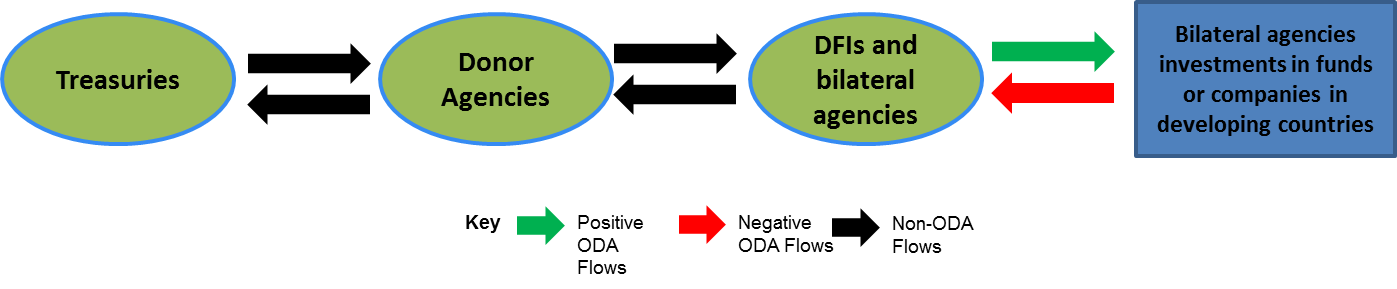 Treasuries
Donor
Agencies
DFIs and
bilateral
agencies
Bilateral agencies
investments in funds
or companies in
developing countries
Key
Positive
ODA
Flows
Negative
ODA Flows
Non-ODA
Flows